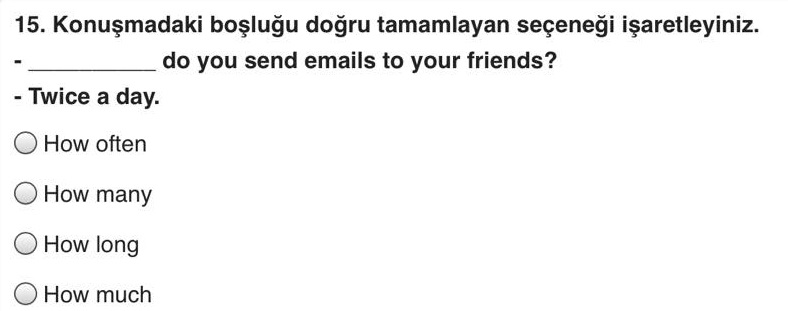 15. Konuşmadaki boşluğu doğru tamamlayan seçeneği işaretleyiniz.
- __________ do you send emails to your friends?
- Twice a day.
How often
How many
How long
How much